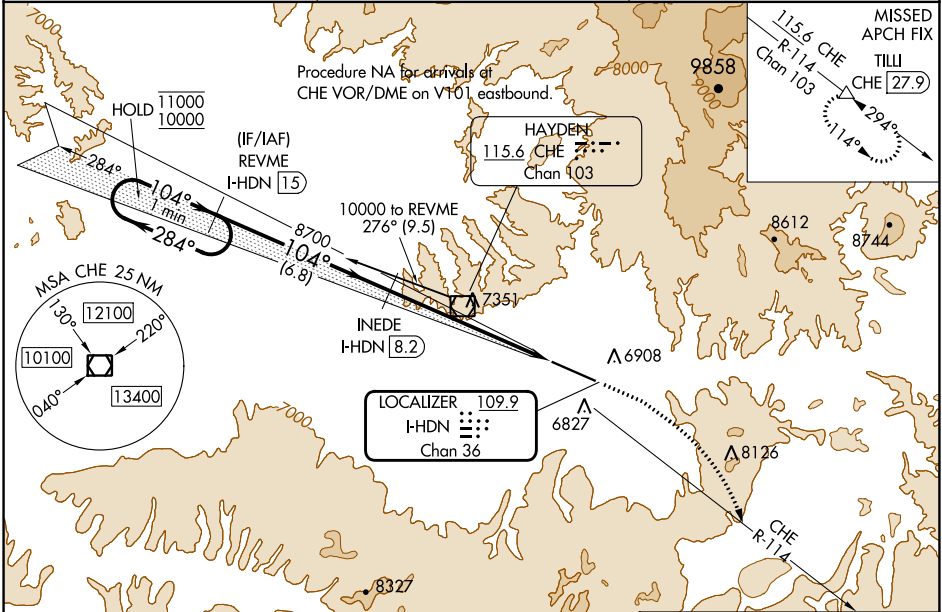 7000
Procedure NA for arrivals at
CHE VOR/DME on V101 eastbound.
8000
9858
9000
115.6 CHE
R-114
Chan 103
MISSED
APCH FIX
TILLI
CHE 27.9
294°
114°
HOLD 11000
10000
(IF/IAF)
REVME
I-HDN 15
HAYDEN
115.6 CHE
Chan 103
284°
104°
1 min
284°
8700
104°
(6.8)
10000 to REVME
276° (9.5)
8612
8744
7351
MSA CHE 25 NM
130°
12100
220°
10100
040°
13400
INEDE
I-HDN 8.2
6908
LOCALIZER 109.9
I-HDN
Chan 36
6827
7000
8126
CHE
R-114
8327